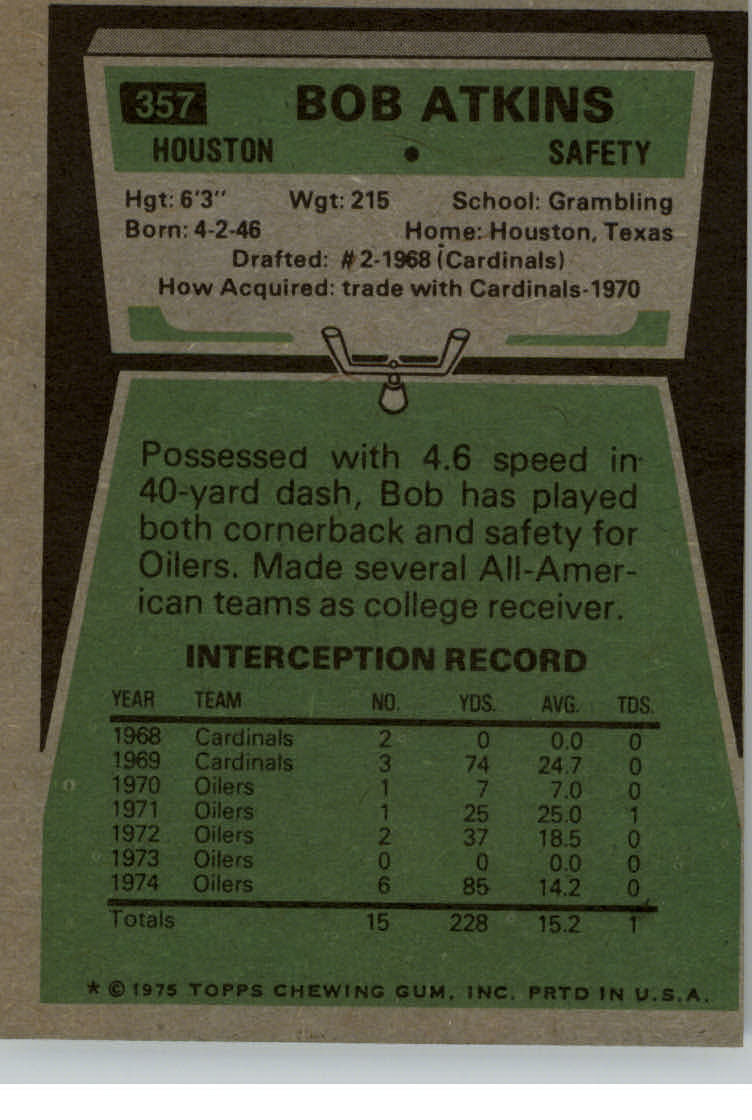 357 BOB ATKINS
HOUSTON • SAFETY
Hgt: 6'3" Wgt: 215 School: Grambling
Born: 4-2-46 Home: Houston, Texas
Drafted: #2-1968 (Cardinals)
How Acquired: trade with Cardinals-1970
Possessed with 4.6 speed in
40-yard dash, Bob has played
both cornerback and safety for
Oilers. Made several All-Amer-
ican teams as college receiver.
INTERCEPTION RECORD
YEAR TEAM NO. YDS. AVG. TDS.
1968 Cardinals 2 0 0.0 0
1969 Cardinals 3 74 24.7 0
1970 Oilers 1 7 7.0 0
1971 Oilers 1 25 25.0 1
1972 Oilers 2 37 18.5 0
1973 Oilers 0 0 0.0 0
1974 Oilers 6 85 14.2 0
Totals 15 228 15.2 1
* © 1975 TOPPS CHEWING GUM, INC. PRTD IN U.S.A.